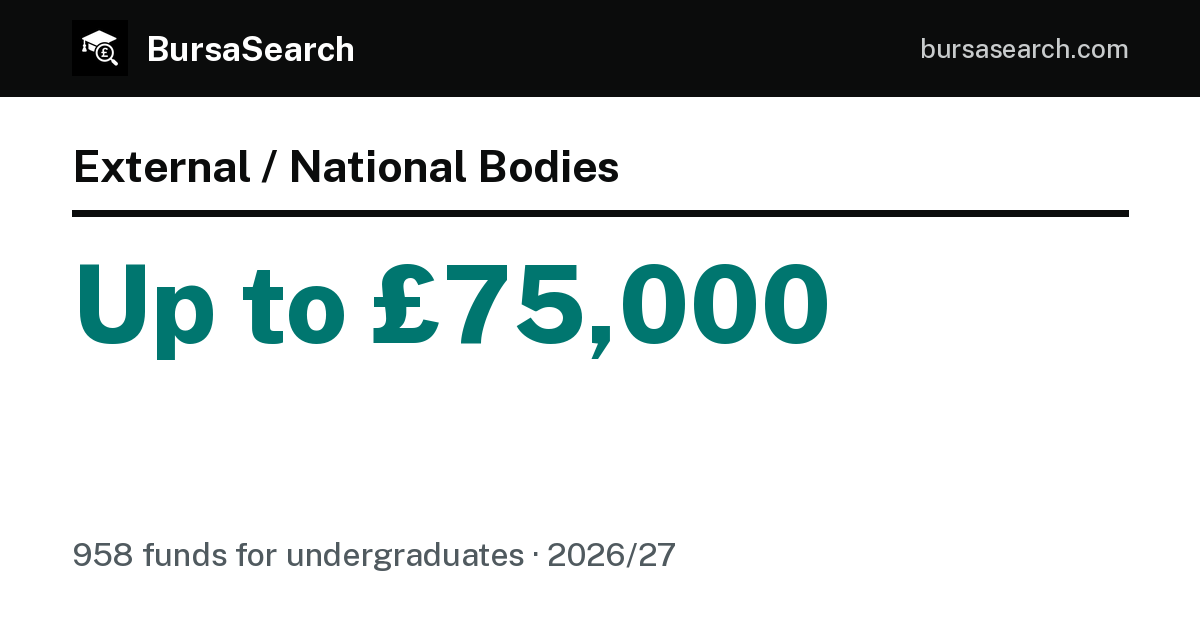 BursaSearch
bursasearch.com
External / National Bodies
Up to £75,000
958 funds for undergraduates · 2026/27